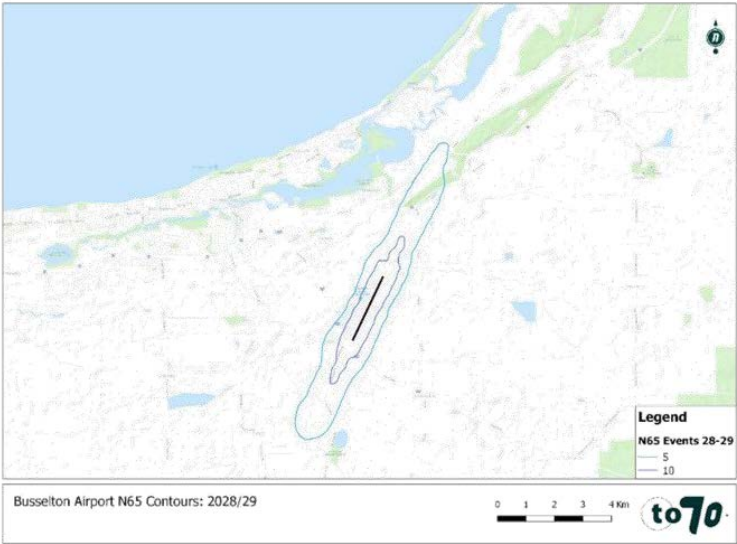 n
Legend
N65 Events 28-29
5
10
Busselton Airport N65 Contours: 2028/29
0 1 2 3 4 Km
to70